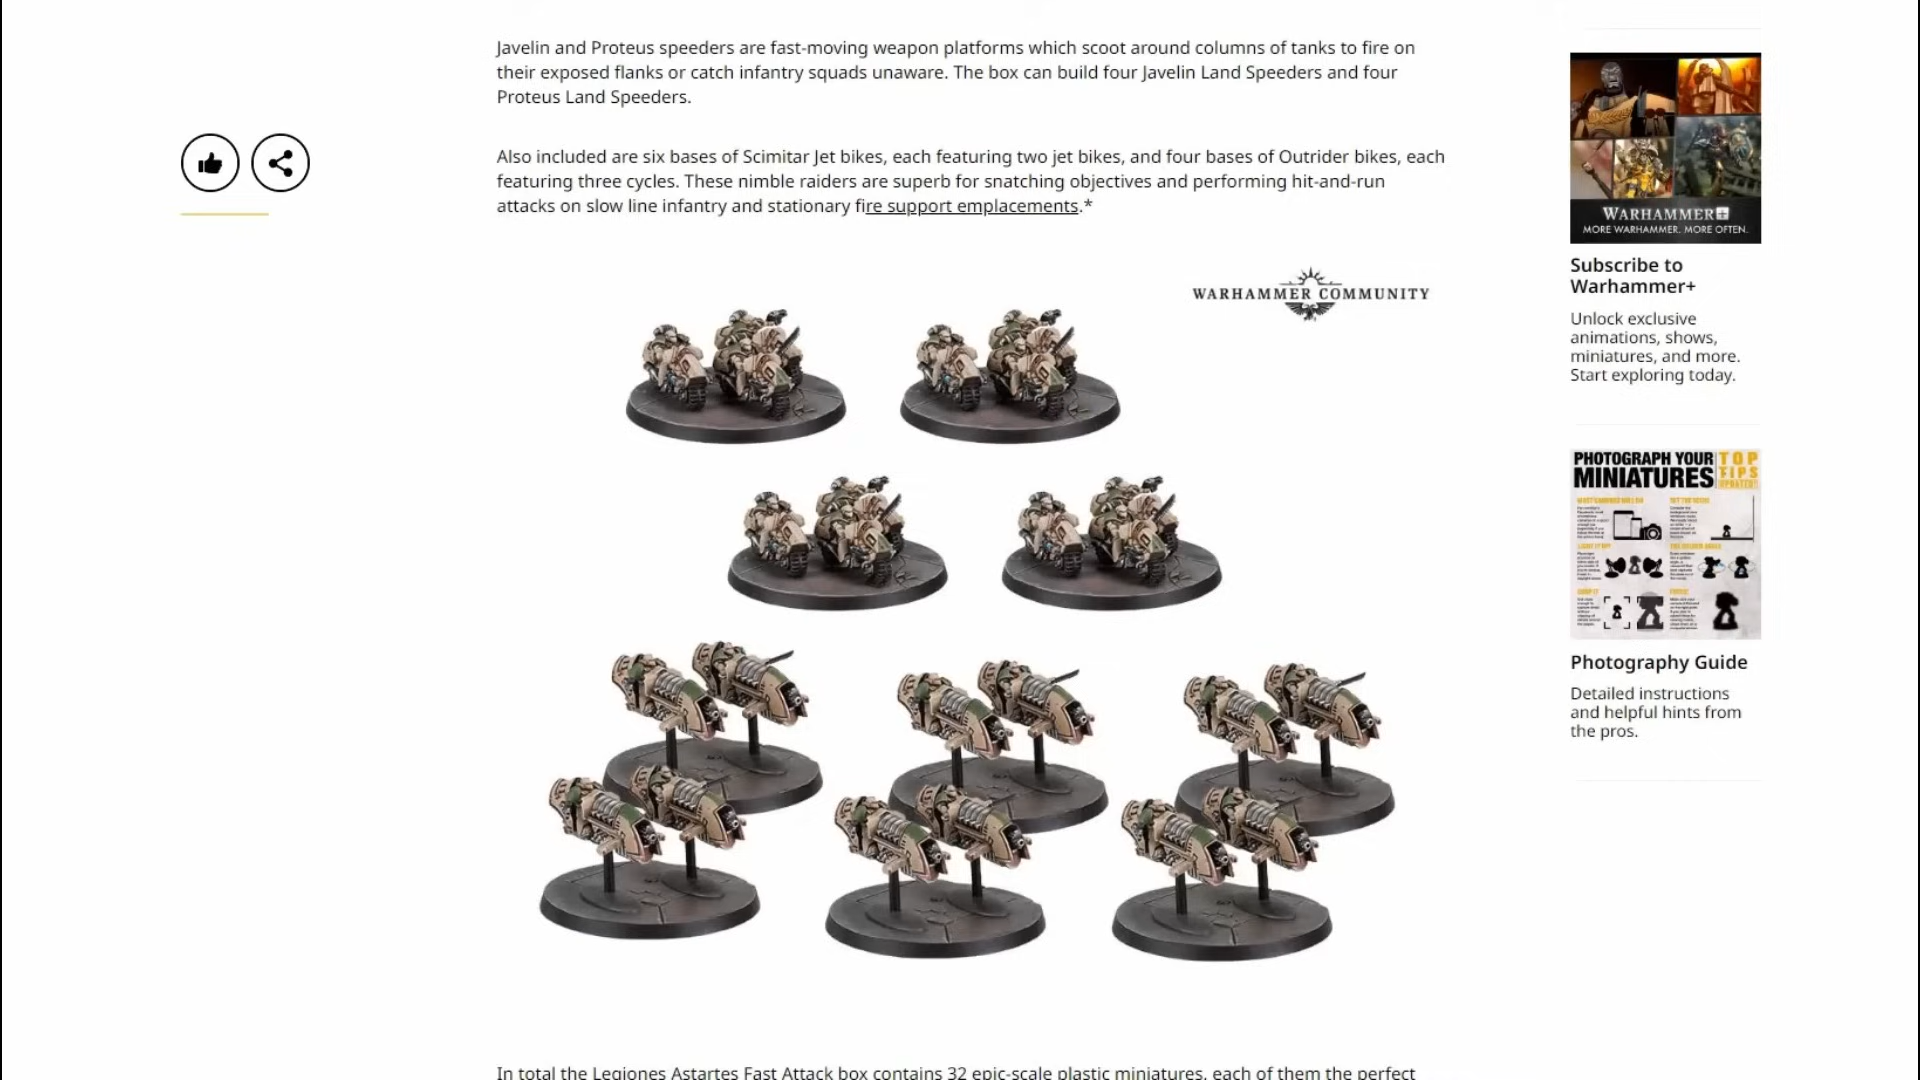 Javelin and Proteus speeders are fast-moving weapon platforms which scoot around columns of tanks to fire on
their exposed flanks or catch infantry squads unaware. The box can build four Javelin Land Speeders and four
Proteus Land Speeders.
Also included are six bases of Scimitar Jet bikes, each featuring two jet bikes, and four bases of Outrider bikes, each
featuring three cycles. These nimble raiders are superb for snatching objectives and performing hit-and-run
attacks on slow line infantry and stationary fire support emplacements.*
WARHAMMER COMMUNITY
In total the Legiones Astartes Fast Attack box contains 32 epic-scale plastic miniatures, each of them the perfect
WARHAMMER+
MORE WARHAMMER. MORE OFTEN.
Subscribe to
Warhammer+
Unlock exclusive
animations, shows,
miniatures, and more.
Start exploring today.
PHOTOGRAPH YOUR
MINIATURES
TOP
TIPS
UPDATED!
Photography Guide
Detailed instructions
and helpful hints from
the pros.